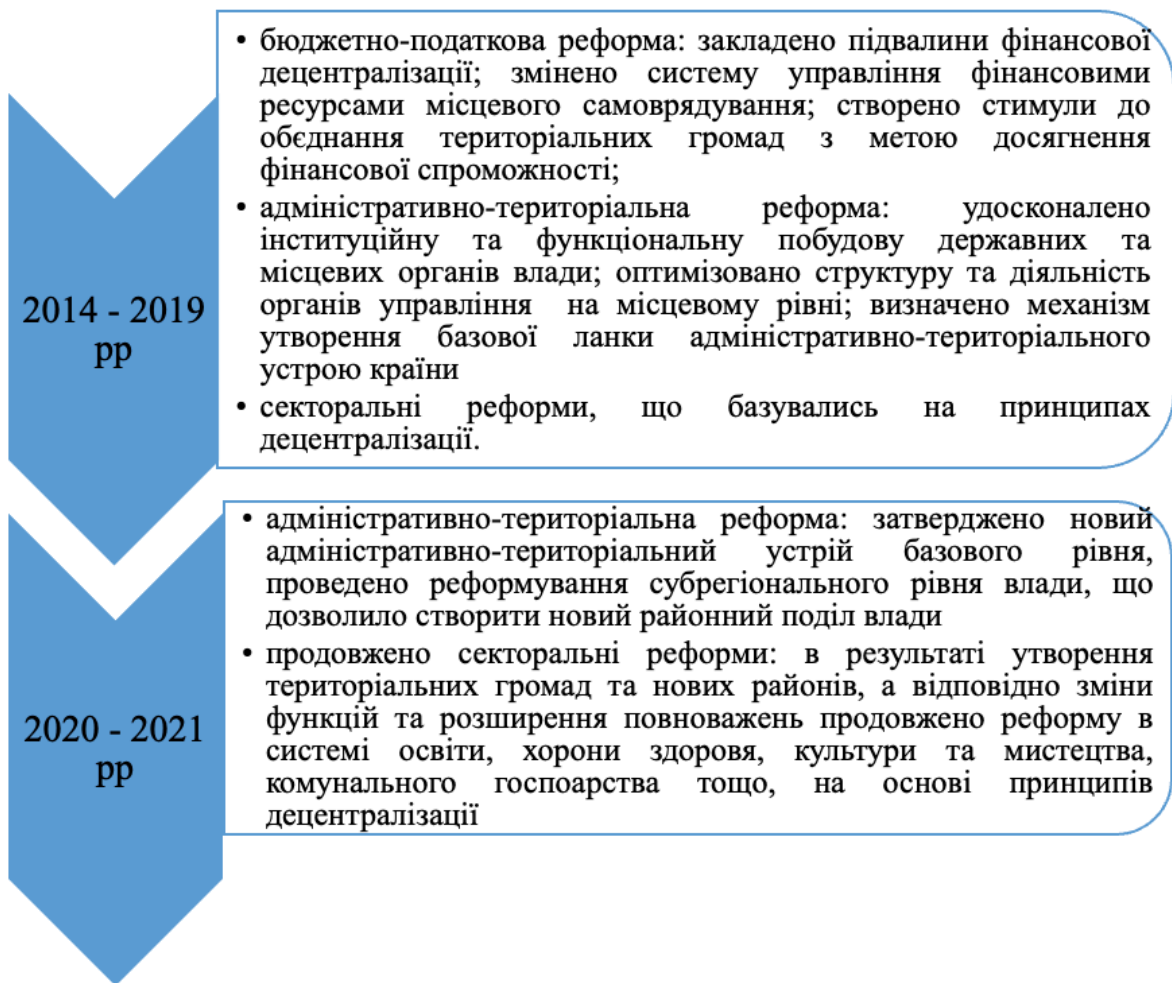 2014 - 2019
рр
• бюджетно-податкова реформа: закладено підвалини фінансової
децентралізації; змінено систему управління фінансовими
ресурсами місцевого самоврядування; створено стимули до
обєднання територіальних громад з метою досягнення
фінансової спроможності;
• адміністративно-територіальна реформа: удосконалено
інституційну та функціональну побудову державних та
місцевих органів влади; оптимізовано структуру та діяльність
органів управління на місцевому рівні; визначено механізм
утворення базової ланки адміністративно-територіального
устрою країни
• секторальні реформи, що базувались на принципах
децентралізації.
2020 - 2021
рр
• адміністративно-територіальна реформа: затверджено новий
адміністративно-територіальний устрій базового рівня,
проведено реформування субрегіонального рівня влади, що
дозволило створити новий районний поділ влади
• продовжено секторальні реформи: в результаті утворення
територіальних громад та нових районів, а відповідно зміни
функцій та розширення повноважень продовжено реформу в
системі освіти, хорони здоровя, культури та мистецтва,
комунального госпоарства тощо, на основі принципів
децентралізації